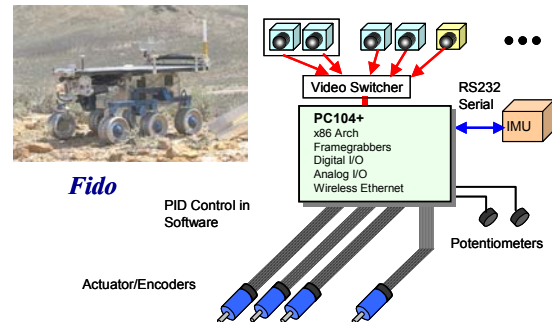 Video Switcher
RS232
Serial
IMU
PC104+
x86 Arch
Framegrabbers
Digital I/O
Analog I/O
Wireless Ethernet
Fido
PID Control in
Software
Potentiometers
Actuator/Encoders